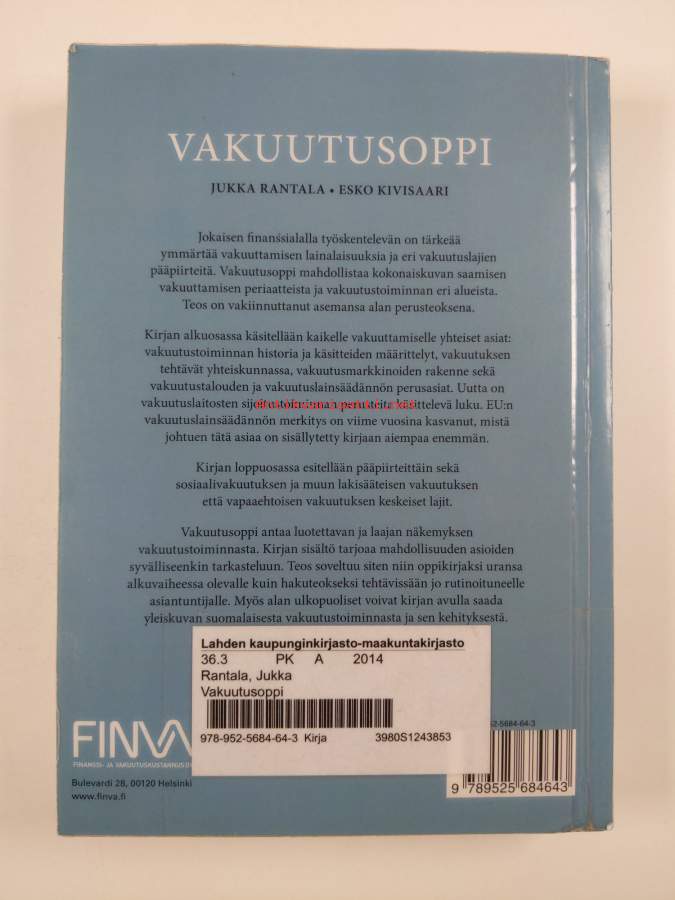 VAKUUTUSOPPI
JUKKA RANTALA • ESKO KIVISAARI
Jokaisen finanssialalla työskentelevän on tärkeää
ymmärtää vakuuttamisen lainalaisuuksia ja eri vakuutuslajien
pääpiirteitä. Vakuutusoppi mahdollistaa kokonaiskuvan saamisen
vakuuttamisen periaatteista ja vakuutustoiminnan eri alueista.
Teos on vakiinnuttanut asemansa alan perusteoksena.
Kirjan alkuosassa käsitellään kaikelle vakuuttamiselle yhteiset asiat:
vakuutustoiminnan historia ja käsitteiden määrittelyt, vakuutuksen
tehtävät yhteiskunnassa, vakuutusmarkkinoiden rakenne sekä
vakuutustalouden ja vakuutuslainsäädännön perusasiat. Uutta on
vakuutuslaitosten perusteita käsittelevä luku. EU:n
vakuutuslainsäädännön merkitys on viime vuosina kasvanut, mistä
johtuen tätä asiaa on sisällytetty kirjaan aiempaa enemmän.
Kirjan loppuosassa esitellään pääpiirteittäin sekä
sosiaalivakuutuksen ja muun lakisääteisen vakuutuksen
että vapaaehtoisen vakuutuksen keskeiset lajit.
Vakuutusoppi antaa luotettavan ja laajan näkemyksen
vakuutustoiminnasta. Kirjan sisältö tarjoaa mahdollisuuden asioiden
syvälliseenkin tarkasteluun. Teos soveltuu siten niin oppikirjaksi uransa
alkuvaiheessa olevalle kuin hakuteokseksi tehtävissään jo rutinoituneelle
asiantuntijalle. Myös alan ulkopuoliset voivat kirjan avulla saada
yleiskuvan suomalaisesta vakuutustoiminnasta ja sen kehityksestä.
Lahden kaupunginkirjasto-maakuntakirjasto
36.3 PK A 2014
Rantala, Jukka
Vakuutusoppi
978-952-5684-64-3 Kirja 3980S1243853
FINVA
FINANSSI- JA VAKUUTUSKUSTANNUS
Bulevardi 28, 00120 Helsinki
www.finva.fi
2-5684-64-3
9 789525 684643